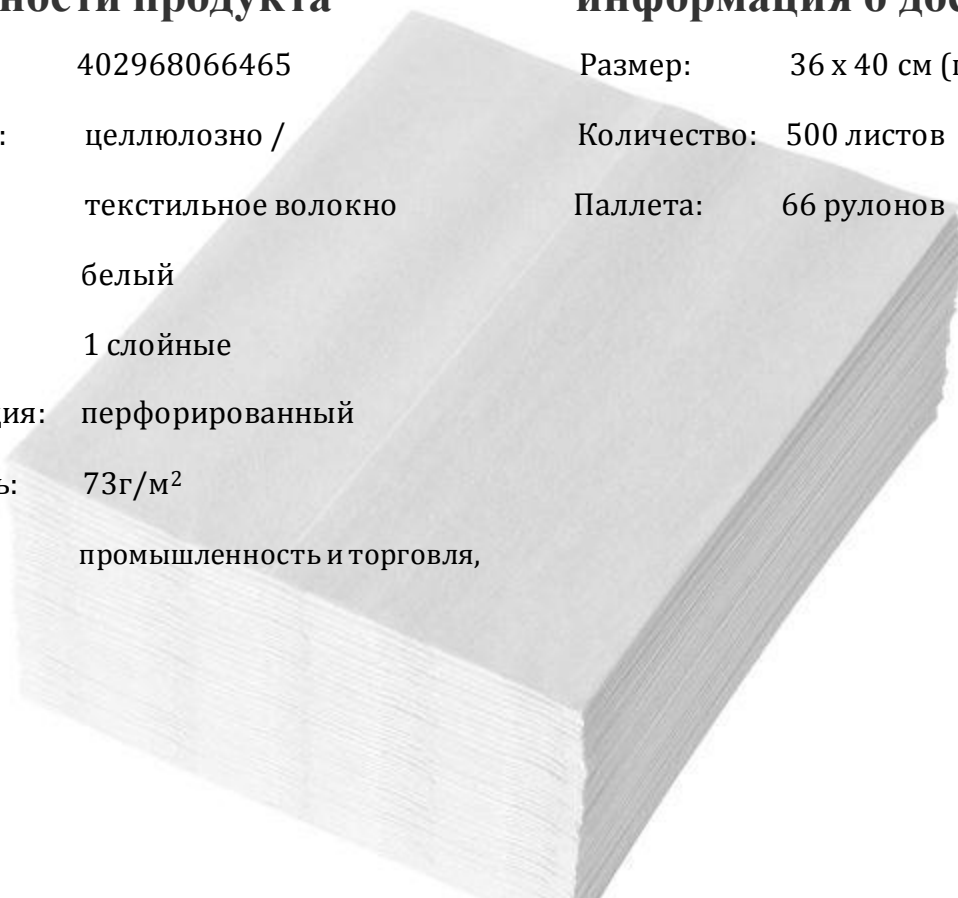 ности продукта
402968066465
: целлюлозно /
текстильное волокно
белый
1 слойные
ция: перфорированный
ь: 73г/м²
промышленность и торговля,
информация о дос
Размер: 36 x 40 см (
Количество: 500 листов
Паллета: 66 рулонов